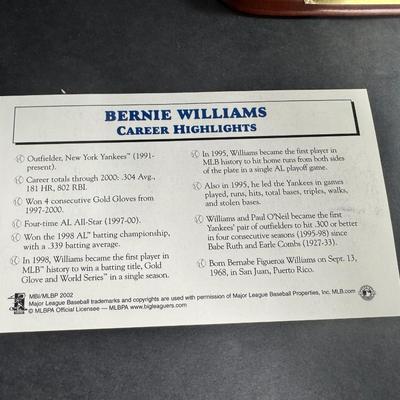 BERNIE WILLIAMS
CAREER HIGHLIGHTS
Outfielder, New York Yankees™ (1991-
present).
Career totals through 2000: .304 Avg.,
181 HR, 802 RBI.
Won 4 consecutive Gold Gloves from
1997-2000.
Four-time AL All-Star (1997-00).
Won the 1998 AL™ batting championship,
with a .339 batting average.
In 1998, Williams became the first player in
MLB™ history to win a batting title, Gold
Glove and World Series™ in a single season.
In 1995, Williams became the first player in
MLB history to hit home runs from both sides
of the plate in a single AL playoff game.
Also in 1995, he led the Yankees in games
played, runs, hits, total bases, triples, walks,
and stolen bases.
Williams and Paul O'Neil became the first
Yankees' pair of outfielders to hit .300 or better
in four consecutive seasons (1995-98) since
Babe Ruth and Earle Combs (1927-33).
Born Bernabe Figueroa Williams on Sept. 13,
1968, in San Juan, Puerto Rico.
MBI/MLBP 2002
Major League Baseball trademarks and copyrights are used with permission of Major League Baseball Properties, Inc. MLB.com
© MLBPA Official Licensee — MLBPA www.bigleaguers.com